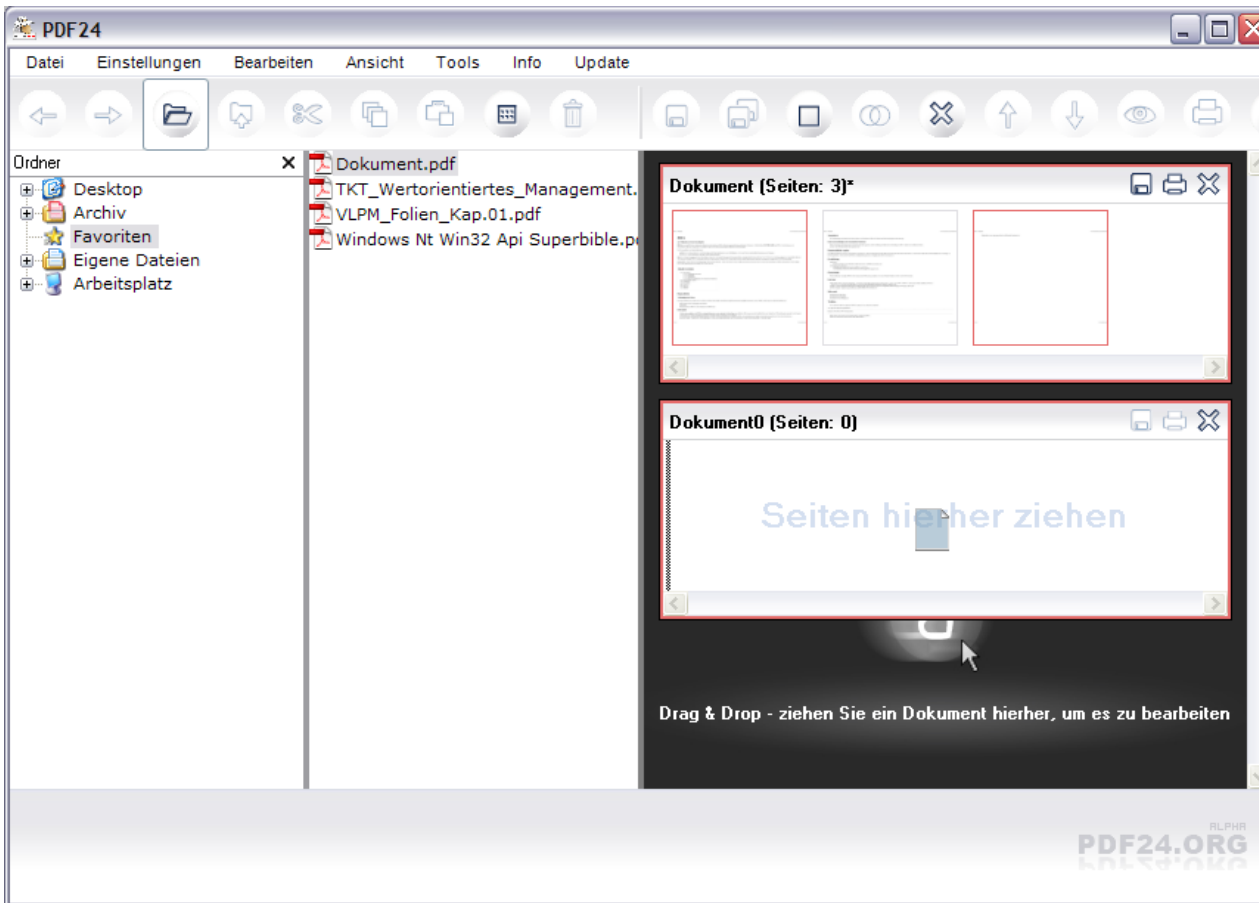 PDF24
Datei Einstellungen Bearbeiten Ansicht Tools Info Update
Ordner
Desktop
Archiv
Favoriten
Eigene Dateien
Arbeitsplatz
Dokument.pdf
TKT_Wertorientiertes_Management.
VLPM_Folien_Kap.01.pdf
Windows Nt Win32 Api Superbible.p
Dokument (Seiten: 3)*
Dokument0 (Seiten: 0)
Seiten hierher ziehen
Drag & Drop - ziehen Sie ein Dokument hierher, um es zu bearbeiten
ALPHA
PDF24.ORG